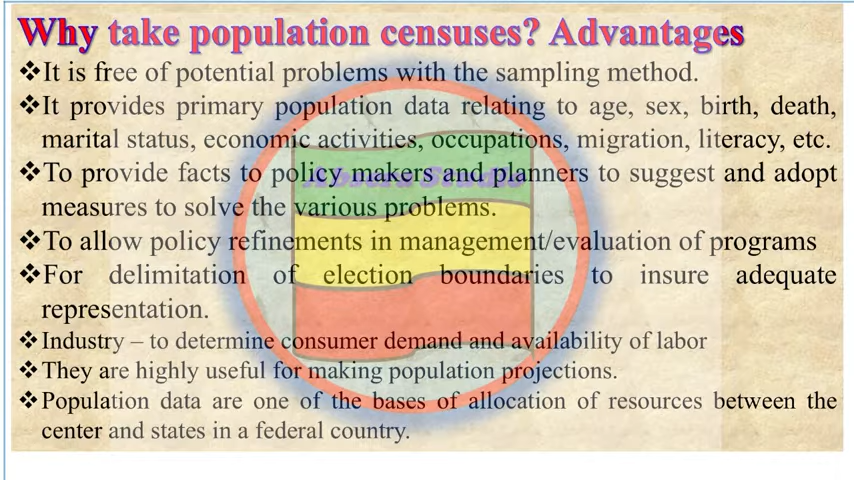 Why take population censuses? Advantages
❖It is free of potential problems with the sampling method.
❖It provides primary population data relating to age, sex, birth, death,
marital status, economic activities, occupations, migration, literacy, etc.
❖To provide facts to policy makers and planners to suggest and adopt
measures to solve the various problems.
❖To allow policy refinements in management/evaluation of programs
❖For delimitation of election boundaries to insure adequate
representation.
❖Industry – to determine consumer demand and availability of labor
❖They are highly useful for making population projections.
❖Population data are one of the bases of allocation of resources between the
center and states in a federal country.